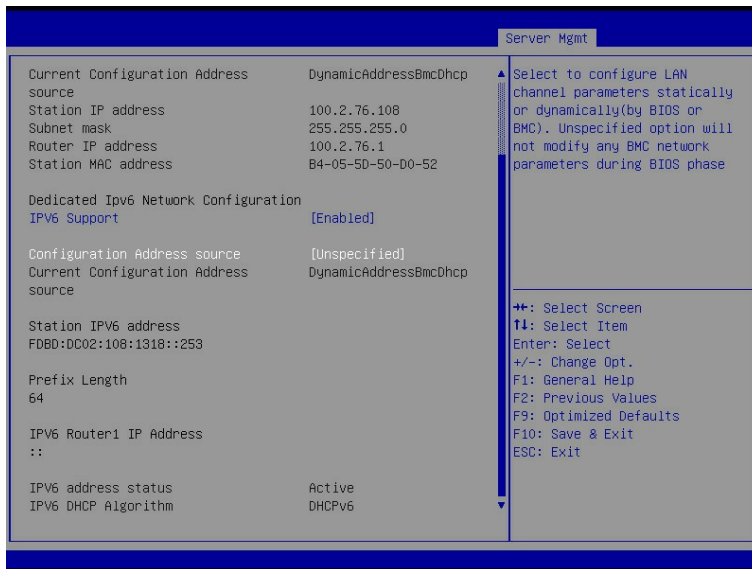 Server Mgmt
Current Configuration Address source DynamicAddressBmcDhcp
Station IP address 100.2.76.108
Subnet mask 255.255.255.0
Router IP address 100.2.76.1
Station MAC address B4-05-5D-50-D0-52
Dedicated Ipv6 Network Configuration
IPV6 Support [Enabled]
Configuration Address source [Unspecified]
Current Configuration Address source DynamicAddressBmcDhcp
Station IPV6 address
FDBD:DC02:108:1318::253
Prefix Length
64
IPV6 Router1 IP Address
::
IPV6 address status Active
IPV6 DHCP Algorithm DHCPv6
Select to configure LAN
channel parameters statically
or dynamically(by BIOS or
BMC). Unspecified option will
not modify any BMC network
parameters during BIOS phase
→←: Select Screen
↑↓: Select Item
Enter: Select
+/-: Change Opt.
F1: General Help
F2: Previous Values
F9: Optimized Defaults
F10: Save & Exit
ESC: Exit